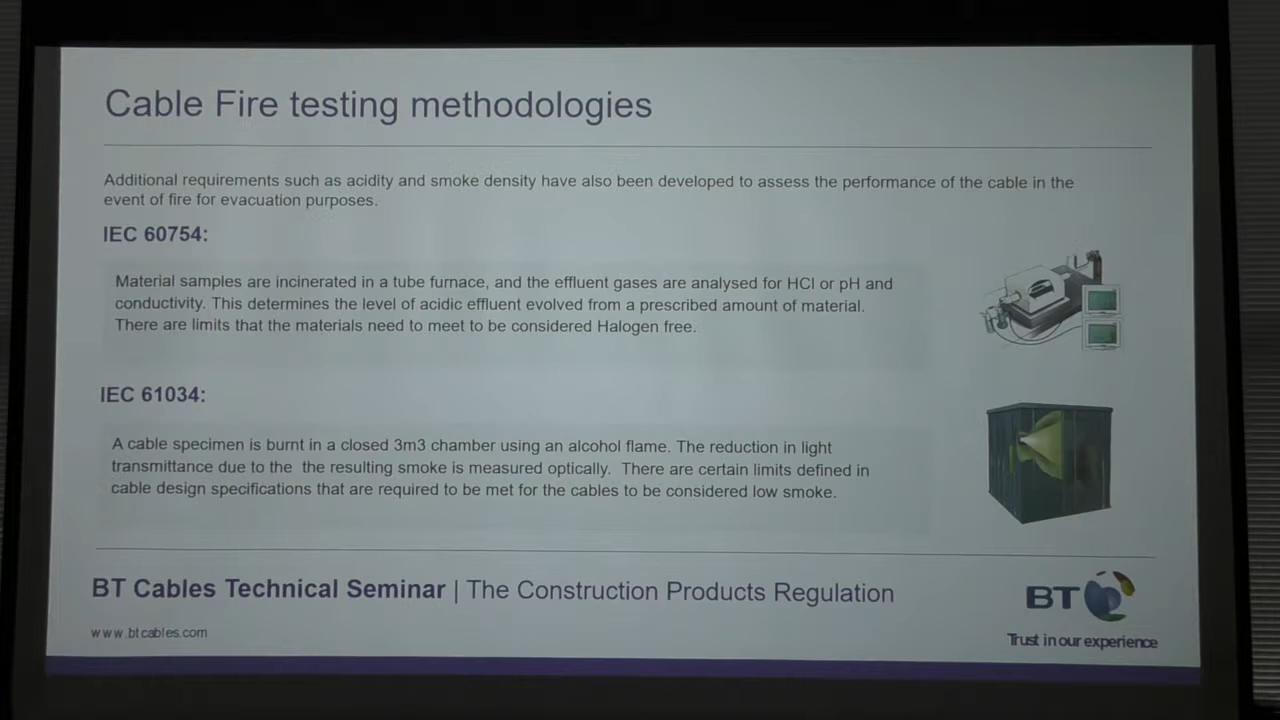 Cable Fire testing methodologies
Additional requirements such as acidity and smoke density have also been developed to assess the performance of the cable in the
event of fire for evacuation purposes.
IEC 60754:
Material samples are incinerated in a tube furnace, and the effluent gases are analysed for HCl or pH and
conductivity. This determines the level of acidic effluent evolved from a prescribed amount of material.
There are limits that the materials need to meet to be considered Halogen free.
IEC 61034:
A cable specimen is burnt in a closed 3m3 chamber using an alcohol flame. The reduction in light
transmittance due to the  the resulting smoke is measured optically.  There are certain limits defined in
cable design specifications that are required to be met for the cables to be considered low smoke.
BT Cables Technical Seminar | The Construction Products Regulation
www.btcables.com
BT
Trust in our experience